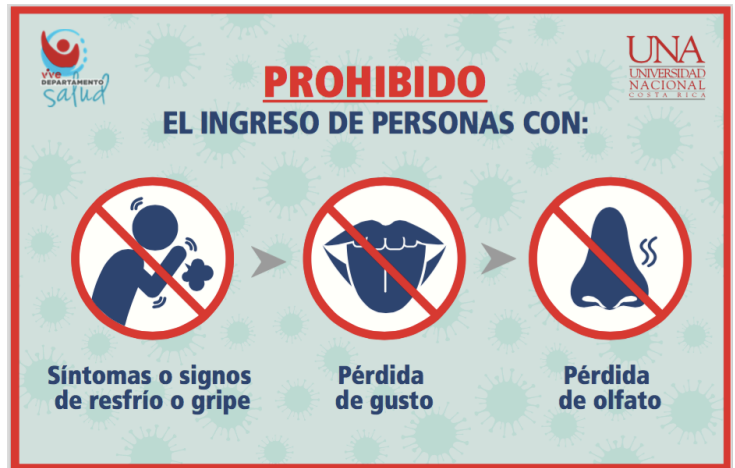 vive
DEPARTAMENTO
salud
UNA
UNIVERSIDAD
NACIONAL
COSTA RICA
PROHIBIDO
EL INGRESO DE PERSONAS CON:
Síntomas o signos
de resfrío o gripe
Pérdida
de gusto
Pérdida
de olfato